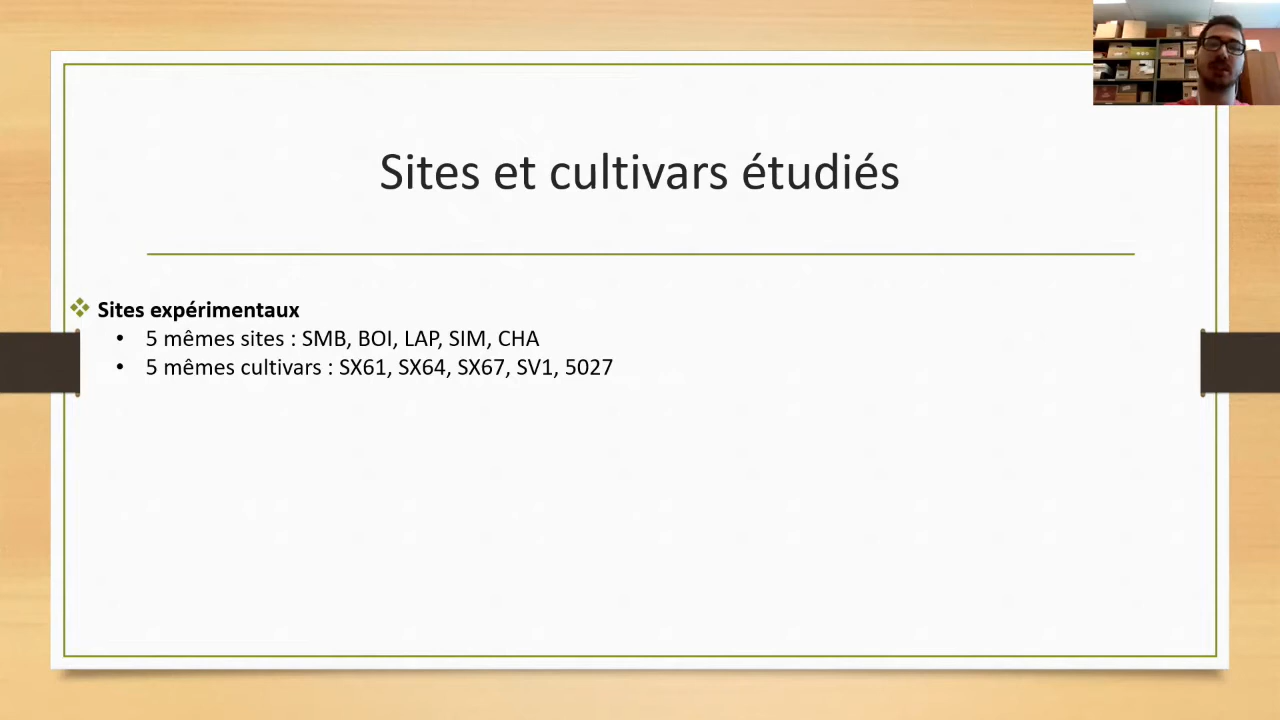 Sites et cultivars étudiés
Sites expérimentaux
5 mêmes sites : SMB, BOI, LAP, SIM, CHA
5 mêmes cultivars : SX61, SX64, SX67, SV1, 5027